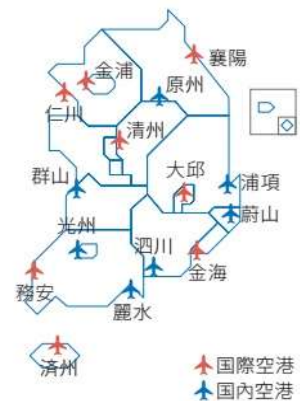 襄陽
金浦
原州
仁川
清州
大邱
群山
浦項
蔚山
光州
泗川
金海
務安
麗水
済州
国際空港
国内空港